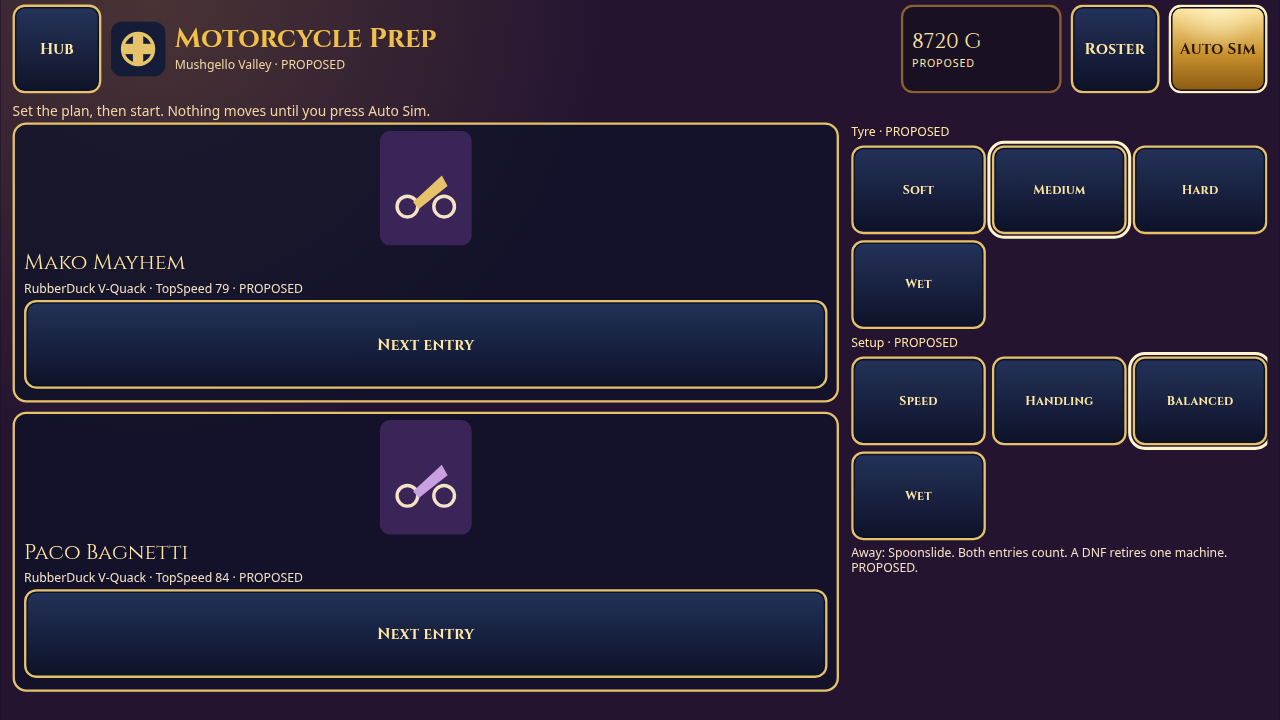 Hub
Motorcycle Prep
Mushgello Valley · PROPOSED
8720 G
PROPOSED
Roster
Auto Sim
Set the plan, then start. Nothing moves until you press Auto Sim.
Mako Mayhem
RubberDuck V-Quack · TopSpeed 79 · PROPOSED
Next entry
Paco Bagnetti
RubberDuck V-Quack · TopSpeed 84 · PROPOSED
Next entry
Tyre · PROPOSED
Soft
Medium
Hard
Wet
Setup · PROPOSED
Speed
Handling
Balanced
Wet
Away: Spoonslide. Both entries count. A DNF retires one machine.
PROPOSED.